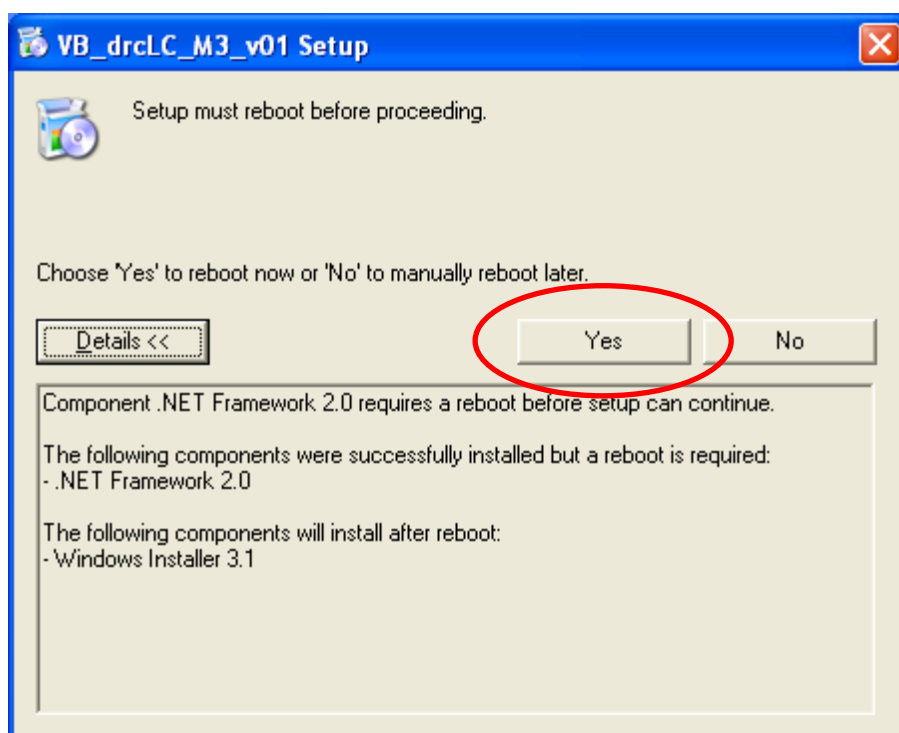 VB_drcLC_M3_v01 Setup
Setup must reboot before proceeding.
Choose 'Yes' to reboot now or 'No' to manually reboot later.
Details <<
Yes
No
Component .NET Framework 2.0 requires a reboot before setup can continue.
The following components were successfully installed but a reboot is required:
- .NET Framework 2.0
The following components will install after reboot:
- Windows Installer 3.1